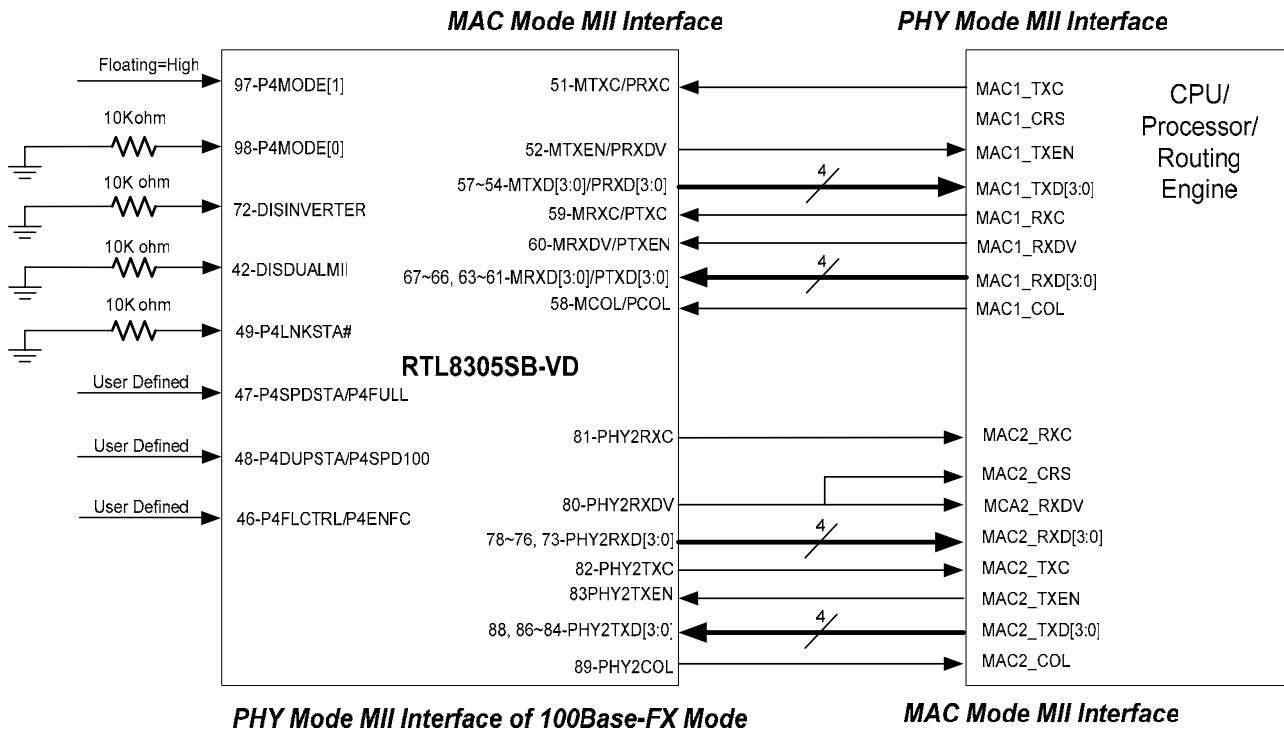 MAC Mode MII Interface
PHY Mode MII Interface
Floating=High
97-P4MODE[1]
10Kohm
98-P4MODE[0]
10K ohm
72-DISINVERTER
10K ohm
42-DISDUALMII
10K ohm
49-P4LNKSTA#
User Defined
47-P4SPDSTA/P4FULL
User Defined
48-P4DUPSTA/P4SPD100
User Defined
46-P4FLCTRL/P4ENFC
RTL8305SB-VD
51-MTXC/PRXC
52-MTXEN/PRXDV
57~54-MTXD[3:0]/PRXD[3:0]
4
59-MRXC/PTXC
60-MRXDV/PTXEN
67~66, 63~61-MRXD[3:0]/PTXD[3:0]
4
58-MCOL/PCOL
81-PHY2RXC
80-PHY2RXDV
78~76, 73-PHY2RXD[3:0]
4
82-PHY2TXC
83PHY2TXEN
88, 86~84-PHY2TXD[3:0]
4
89-PHY2COL
MAC1_TXC
MAC1_CRS
MAC1_TXEN
MAC1_TXD[3:0]
MAC1_RXC
MAC1_RXDV
MAC1_RXD[3:0]
MAC1_COL
CPU/
Processor/
Routing
Engine
MAC2_RXC
MAC2_CRS
MCA2_RXDV
MAC2_RXD[3:0]
MAC2_TXC
MAC2_TXEN
MAC2_TXD[3:0]
MAC2_COL
PHY Mode MII Interface of 100Base-FX Mode
MAC Mode MII Interface